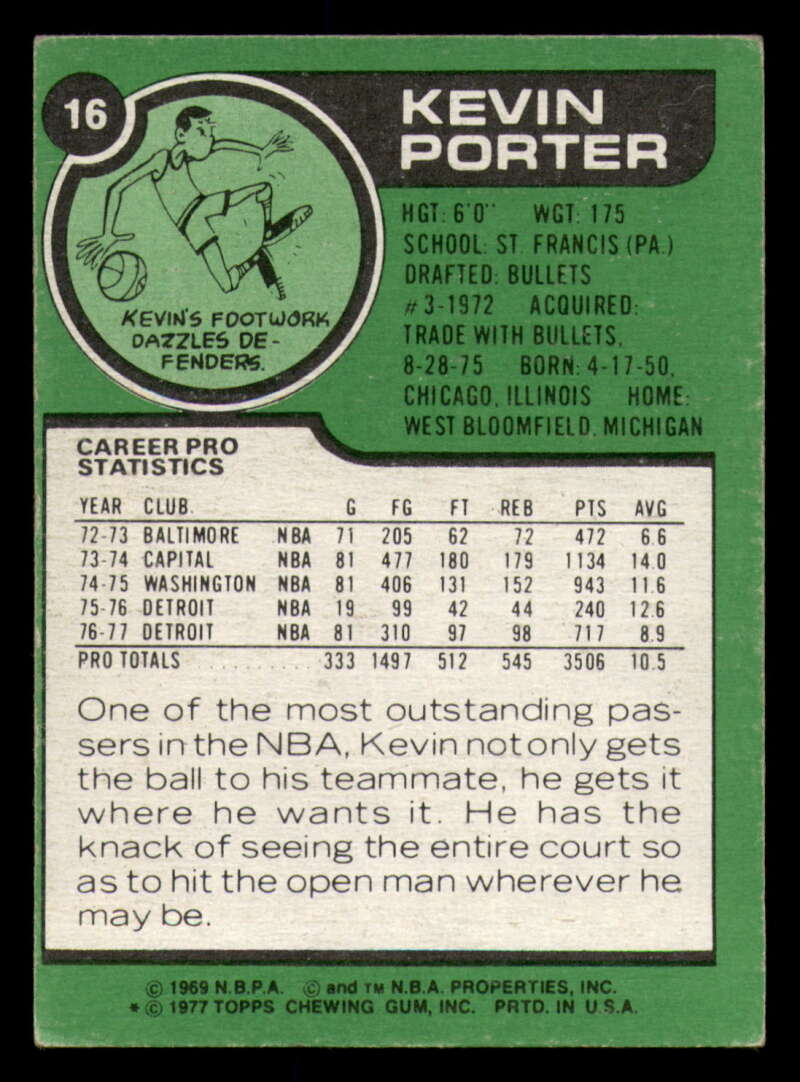 16
KEVIN
PORTER
KEVIN'S FOOTWORK
DAZZLES DE-
FENDERS.
HGT: 6'0" WGT: 175
SCHOOL: ST. FRANCIS (PA.)
DRAFTED: BULLETS
#3-1972 ACQUIRED:
TRADE WITH BULLETS,
8-28-75 BORN: 4-17-50,
CHICAGO, ILLINOIS HOME:
WEST BLOOMFIELD, MICHIGAN
CAREER PRO
STATISTICS
YEAR CLUB G FG FT REB PTS AVG
72-73 BALTIMORE NBA 71 205 62 72 472 6.6
73-74 CAPITAL NBA 81 477 180 179 1134 14.0
74-75 WASHINGTON NBA 81 406 131 152 943 11.6
75-76 DETROIT NBA 19 99 42 44 240 12.6
76-77 DETROIT NBA 81 310 97 98 717 8.9
PRO TOTALS .......... 333 1497 512 545 3506 10.5
One of the most outstanding pas-
sers in the NBA, Kevin not only gets
the ball to his teammate, he gets it
where he wants it. He has the
knack of seeing the entire court so
as to hit the open man wherever he
may be.
© 1969 N.B.P.A. © and TM N.B.A. PROPERTIES, INC.
* © 1977 TOPPS CHEWING GUM, INC. PRTD. IN U.S.A.